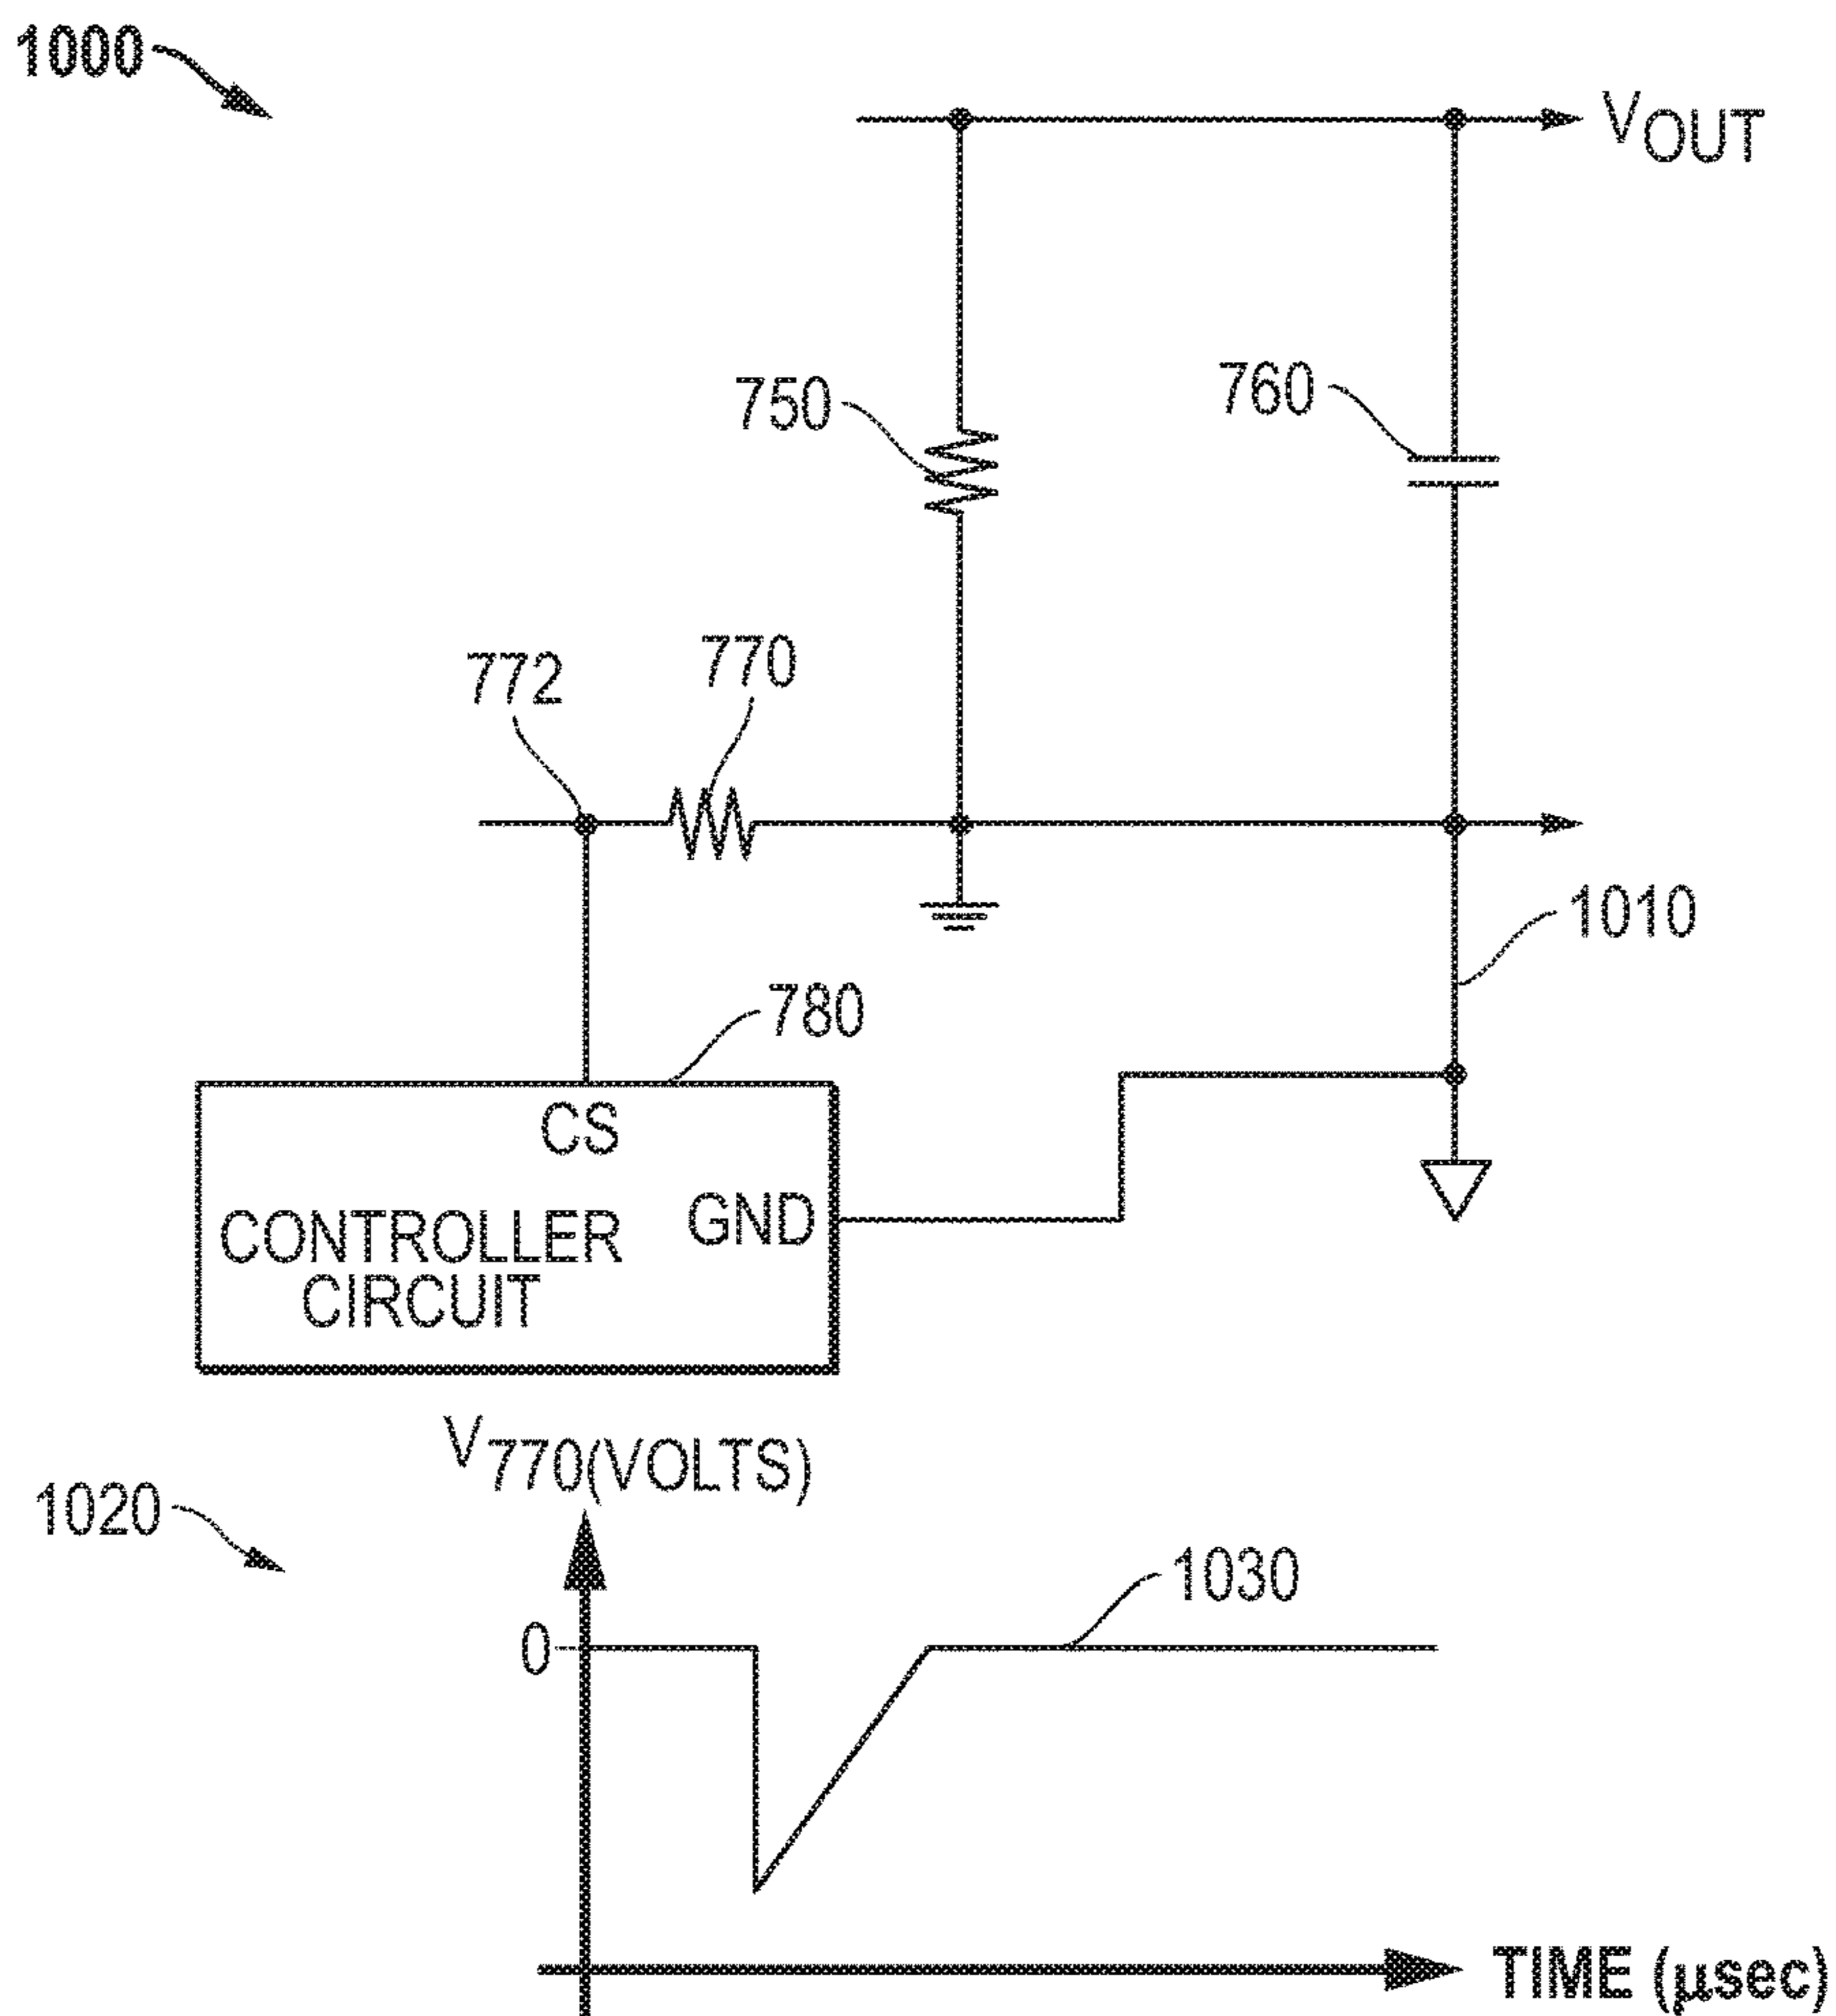 1000
VOUT
750
760
772
770
1010
780
CS
GND
CONTROLLER
CIRCUIT
V770(VOLTS)
1020
1030
0
TIME (μsec)